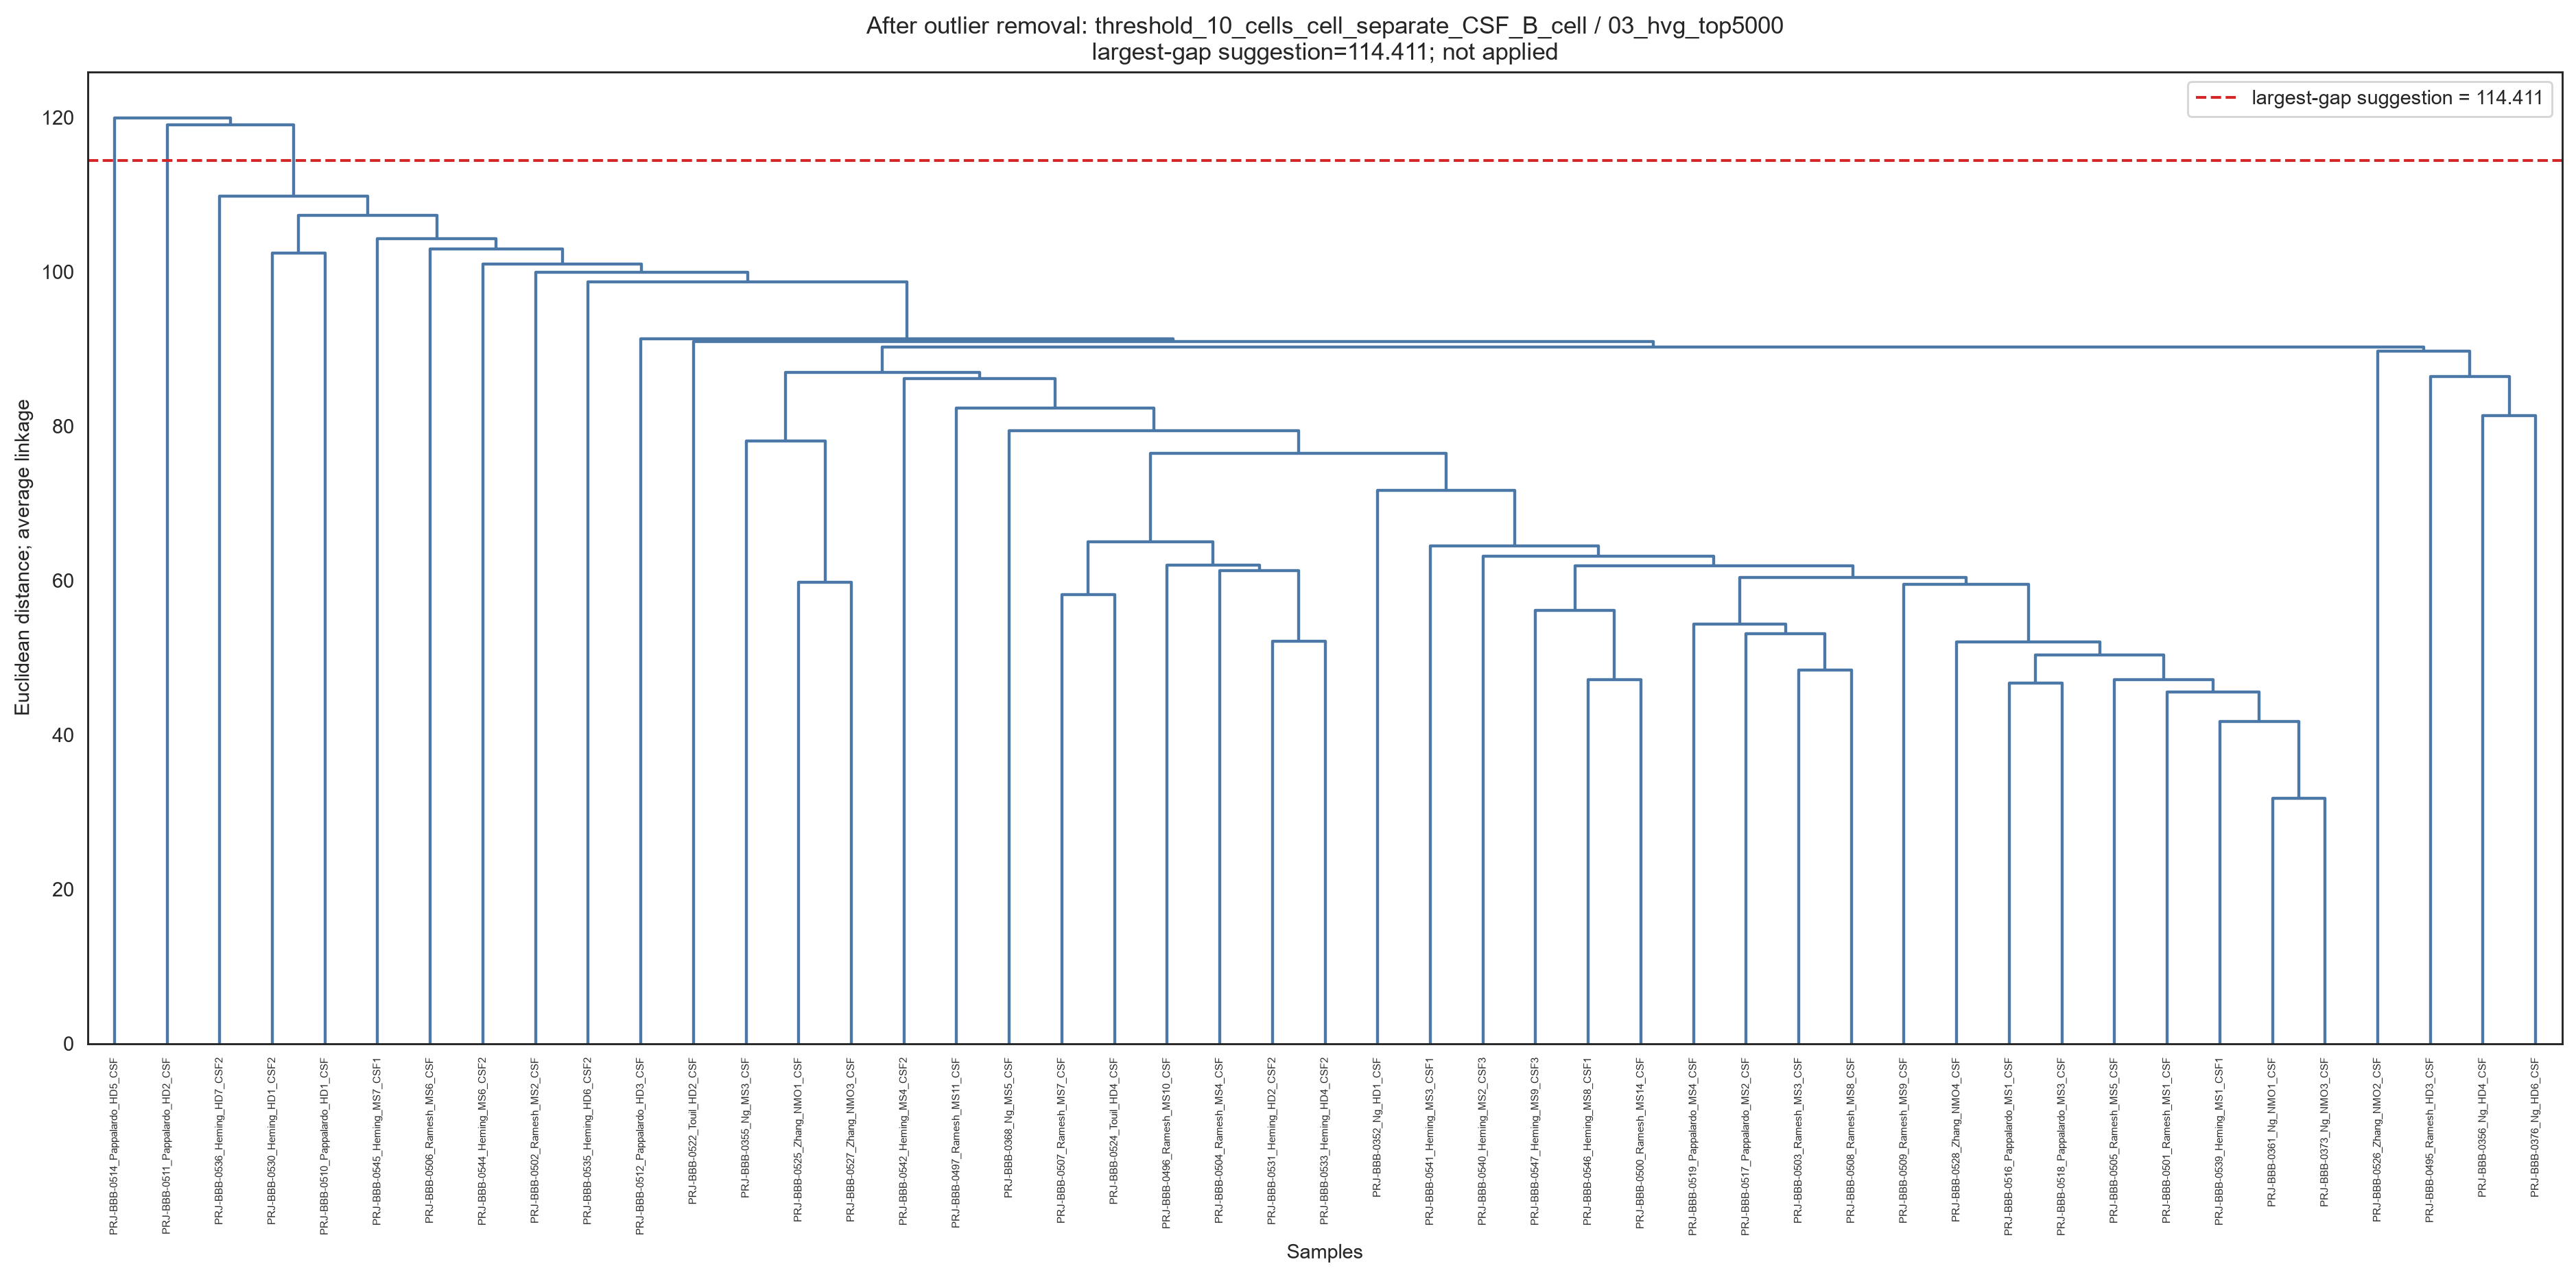 After outlier removal: threshold_10_cells_cell_separate_CSF_B_cell / 03_hvg_top5000
largest-gap suggestion=114.411; not applied
largest-gap suggestion = 114.411
Euclidean distance; average linkage
120
100
80
60
40
20
0
PRJ-BBB-0514_Pappalardo_HD5_CSF
PRJ-BBB-0511_Pappalardo_HD2_CSF
PRJ-BBB-0536_Heming_HD7_CSF2
PRJ-BBB-0530_Heming_HD1_CSF2
PRJ-BBB-0510_Pappalardo_HD1_CSF
PRJ-BBB-0545_Heming_MS7_CSF1
PRJ-BBB-0506_Ramesh_MS6_CSF
PRJ-BBB-0544_Heming_MS6_CSF2
PRJ-BBB-0502_Ramesh_MS2_CSF
PRJ-BBB-0535_Heming_HD6_CSF2
PRJ-BBB-0512_Pappalardo_HD3_CSF
PRJ-BBB-0522_Touil_HD2_CSF
PRJ-BBB-0355_Ng_MS3_CSF
PRJ-BBB-0525_Zhang_NMO1_CSF
PRJ-BBB-0527_Zhang_NMO3_CSF
PRJ-BBB-0542_Heming_MS4_CSF2
PRJ-BBB-0497_Ramesh_MS11_CSF
PRJ-BBB-0368_Ng_MS5_CSF
PRJ-BBB-0507_Ramesh_MS7_CSF
PRJ-BBB-0524_Touil_HD4_CSF
PRJ-BBB-0496_Ramesh_MS10_CSF
PRJ-BBB-0504_Ramesh_MS4_CSF
PRJ-BBB-0531_Heming_HD2_CSF2
PRJ-BBB-0533_Heming_HD4_CSF2
PRJ-BBB-0352_Ng_HD1_CSF
PRJ-BBB-0541_Heming_MS3_CSF1
PRJ-BBB-0540_Heming_MS2_CSF3
PRJ-BBB-0547_Heming_MS9_CSF3
PRJ-BBB-0546_Heming_MS8_CSF1
PRJ-BBB-0500_Ramesh_MS14_CSF
PRJ-BBB-0519_Pappalardo_MS4_CSF
PRJ-BBB-0517_Pappalardo_MS2_CSF
PRJ-BBB-0503_Ramesh_MS3_CSF
PRJ-BBB-0508_Ramesh_MS8_CSF
PRJ-BBB-0509_Ramesh_MS9_CSF
PRJ-BBB-0528_Zhang_NMO4_CSF
PRJ-BBB-0516_Pappalardo_MS1_CSF
PRJ-BBB-0518_Pappalardo_MS3_CSF
PRJ-BBB-0505_Ramesh_MS5_CSF
PRJ-BBB-0501_Ramesh_MS1_CSF
PRJ-BBB-0539_Heming_MS1_CSF1
PRJ-BBB-0361_Ng_NMO1_CSF
PRJ-BBB-0373_Ng_NMO3_CSF
PRJ-BBB-0526_Zhang_NMO2_CSF
PRJ-BBB-0495_Ramesh_HD3_CSF
PRJ-BBB-0356_Ng_HD4_CSF
PRJ-BBB-0376_Ng_HD6_CSF
Samples